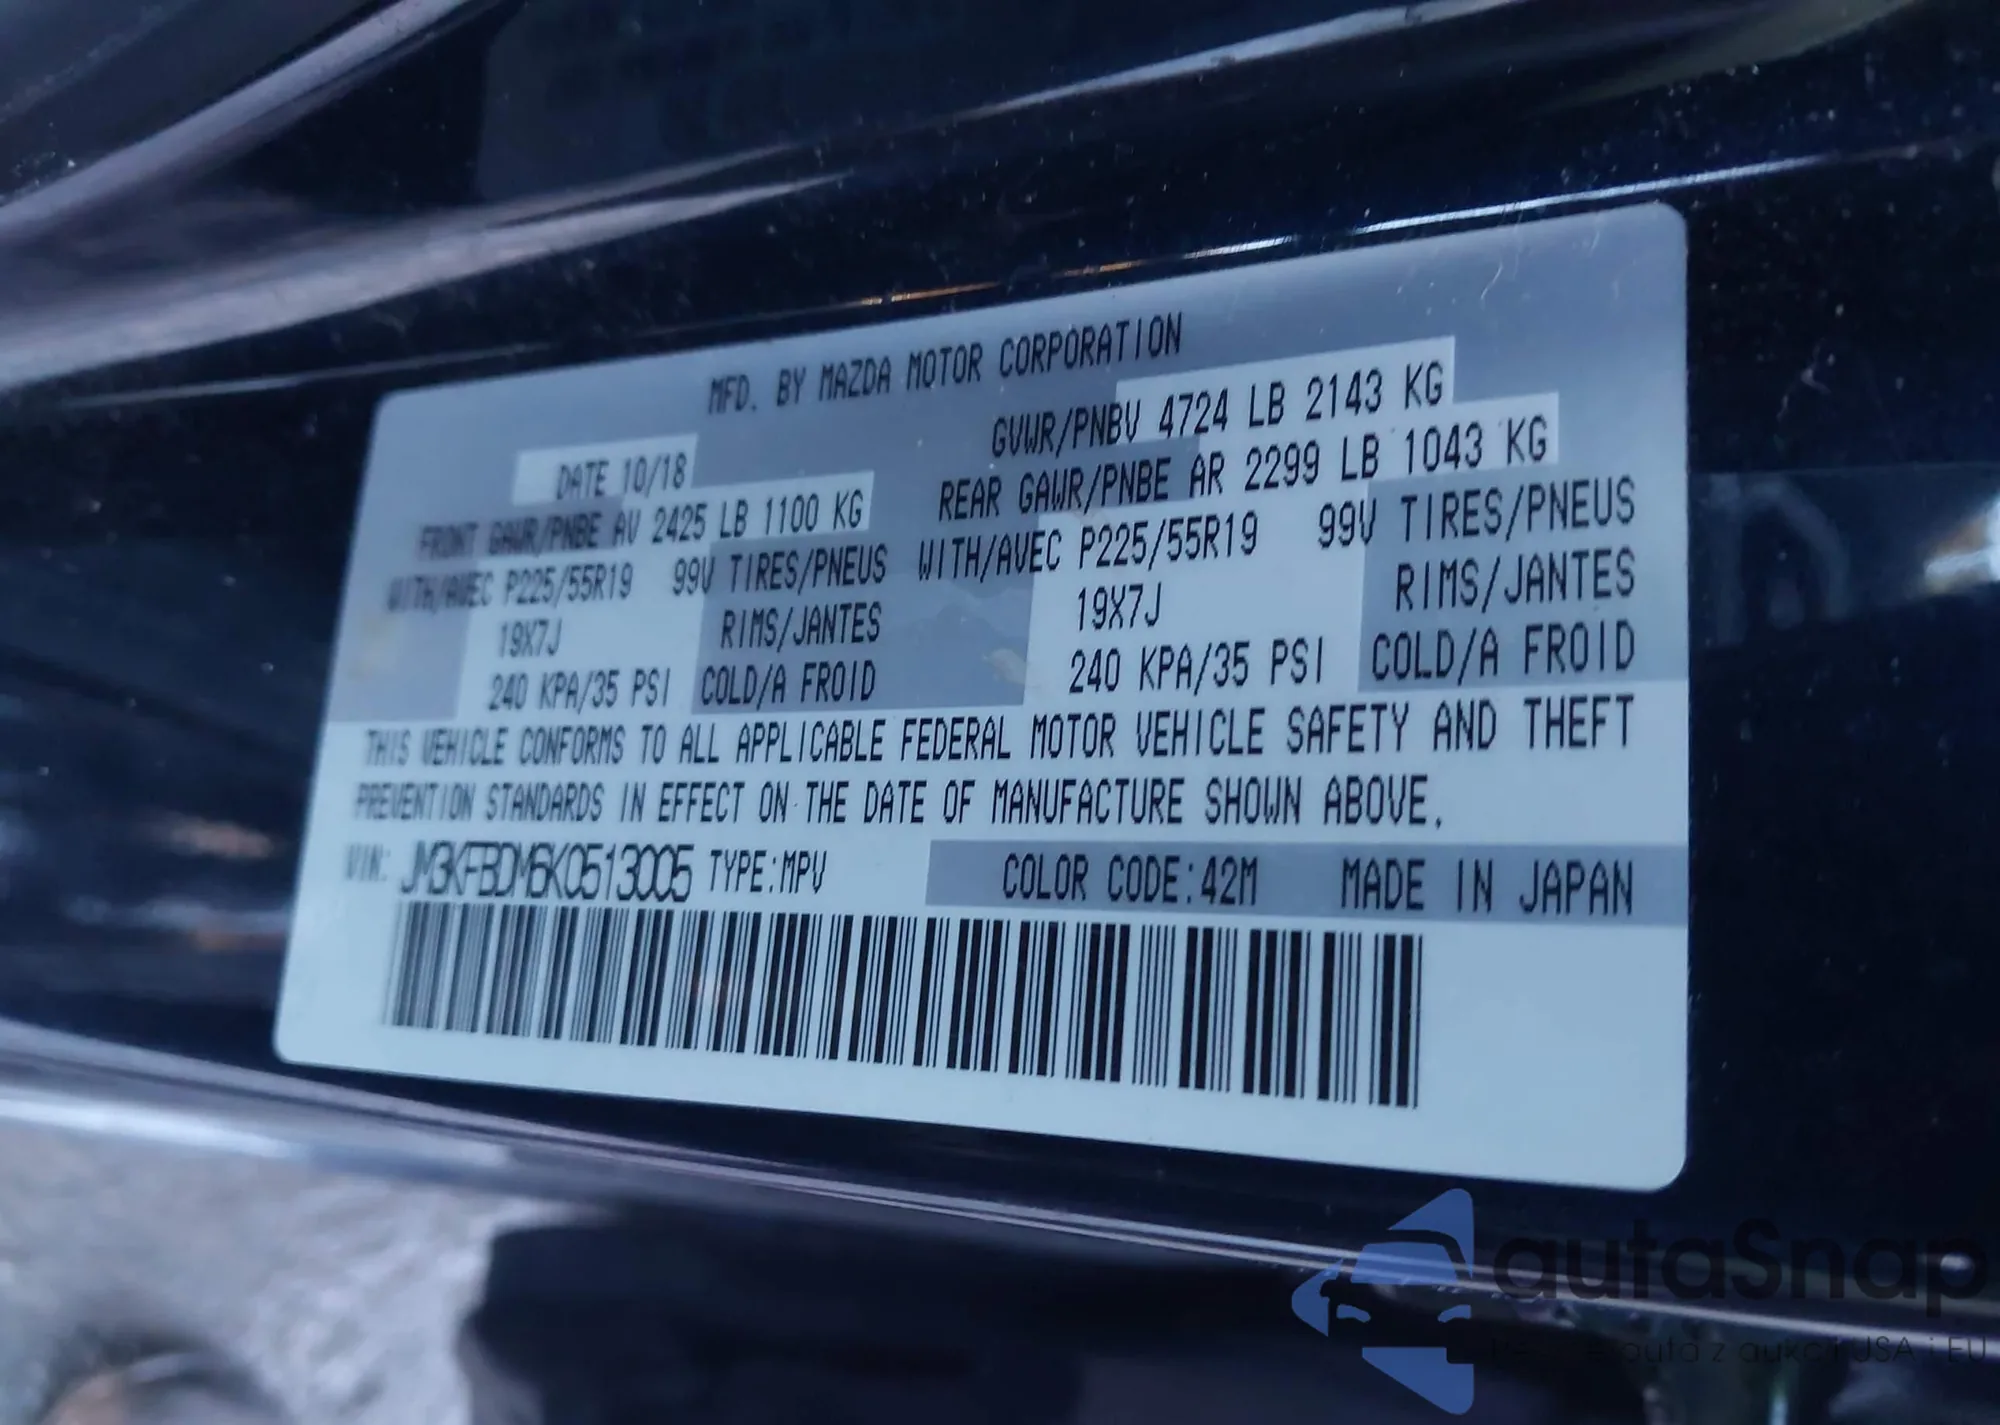 MFD. BY MAZDA MOTOR CORPORATION
DATE 10/18 GVWR/PNBV 4724 LB 2143 KG
FRONT GAWR/PNBE AV 2425 LB 1100 KG REAR GAWR/PNBE AR 2299 LB 1043 KG
WITH/AVEC P225/55R19 99V TIRES/PNEUS WITH/AVEC P225/55R19 99V TIRES/PNEUS
19X7J RIMS/JANTES 19X7J RIMS/JANTES
240 KPA/35 PSI COLD/A FROID 240 KPA/35 PSI COLD/A FROID
THIS VEHICLE CONFORMS TO ALL APPLICABLE FEDERAL MOTOR VEHICLE SAFETY AND THEFT
PREVENTION STANDARDS IN EFFECT ON THE DATE OF MANUFACTURE SHOWN ABOVE.
VIN: JM3KFBDM6K0513005 TYPE:MPV COLOR CODE:42M MADE IN JAPAN
autaSnap
auta z aukcji USA i EU